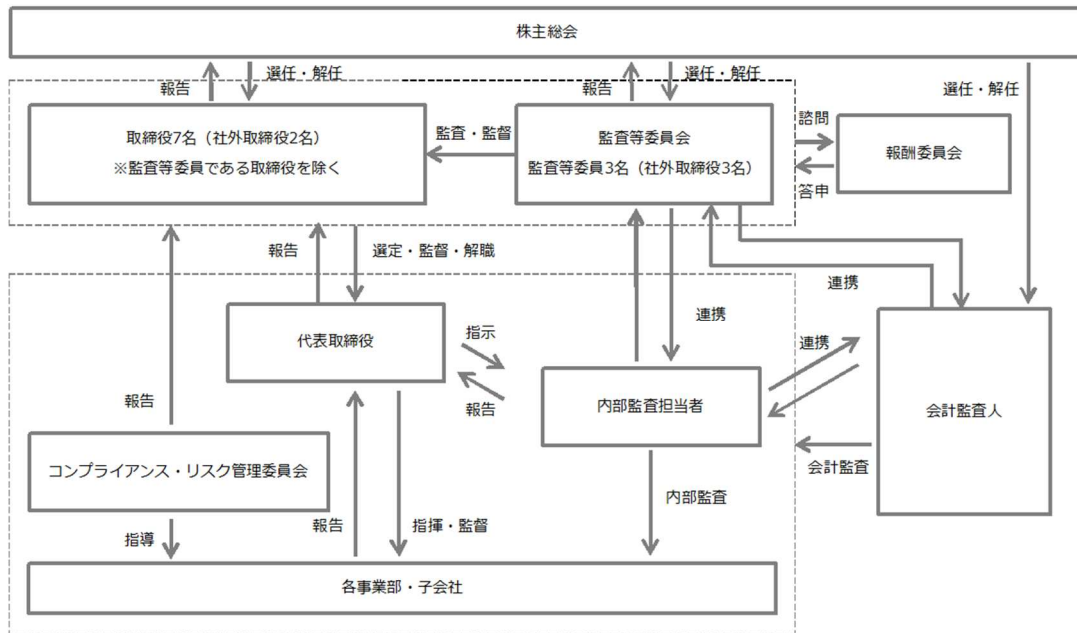 株主総会
報告
選任・解任
報告
選任・解任
選任・解任
取締役7名（社外取締役2名）
※監査等委員である取締役を除く
監査・監督
監査等委員会
監査等委員3名（社外取締役3名）
諮問
答申
報酬委員会
報告
選定・監督・解職
連携
代表取締役
指示
報告
連携
連携
内部監査担当者
会計監査人
報告
コンプライアンス・リスク管理委員会
会計監査
指導
報告
指揮・監督
内部監査
各事業部・子会社